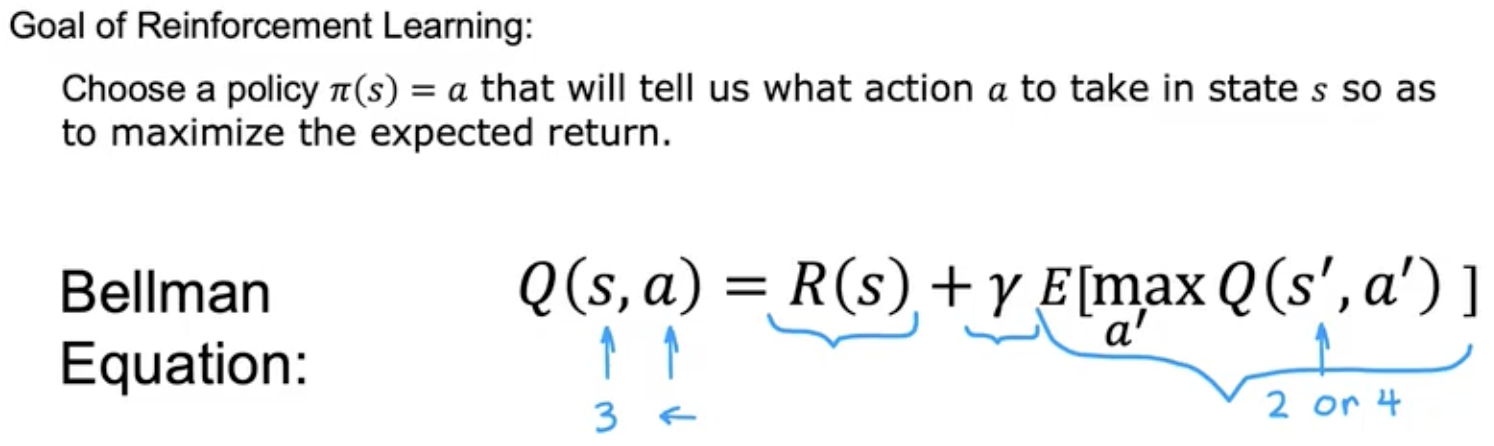 Goal of Reinforcement Learning:
Choose a policy π(s) = a that will tell us what action a to take in state s so as
to maximize the expected return.
Bellman
Equation:
Q(s, a) = R(s) + γ E[max Q(s′, a′) ]
a′
3 ← 2 or 4